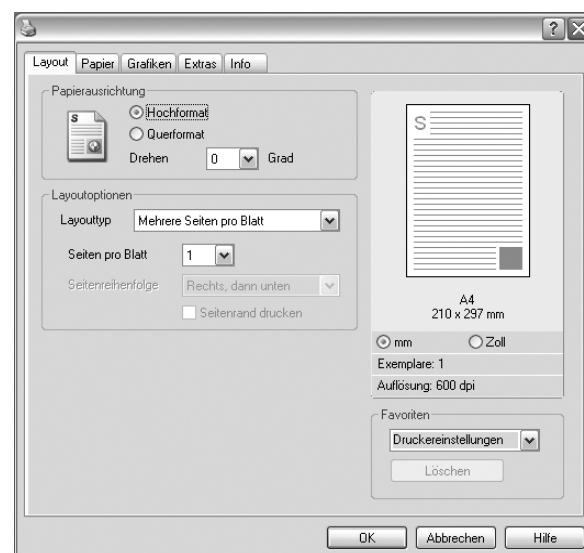 Layout Papier Grafiken Extras Info
Papierausrichtung
S
Hochformat
Querformat
Drehen 0 Grad
Layoutoptionen
Layouttyp Mehrere Seiten pro Blatt
Seiten pro Blatt 1
Seitenreihenfolge Rechts, dann unten
Seitenrand drucken
S
A4
210 x 297 mm
mm Zoll
Exemplare: 1
Auflösung: 600 dpi
Favoriten
Druckereinstellungen
Löschen
OK Abbrechen Hilfe